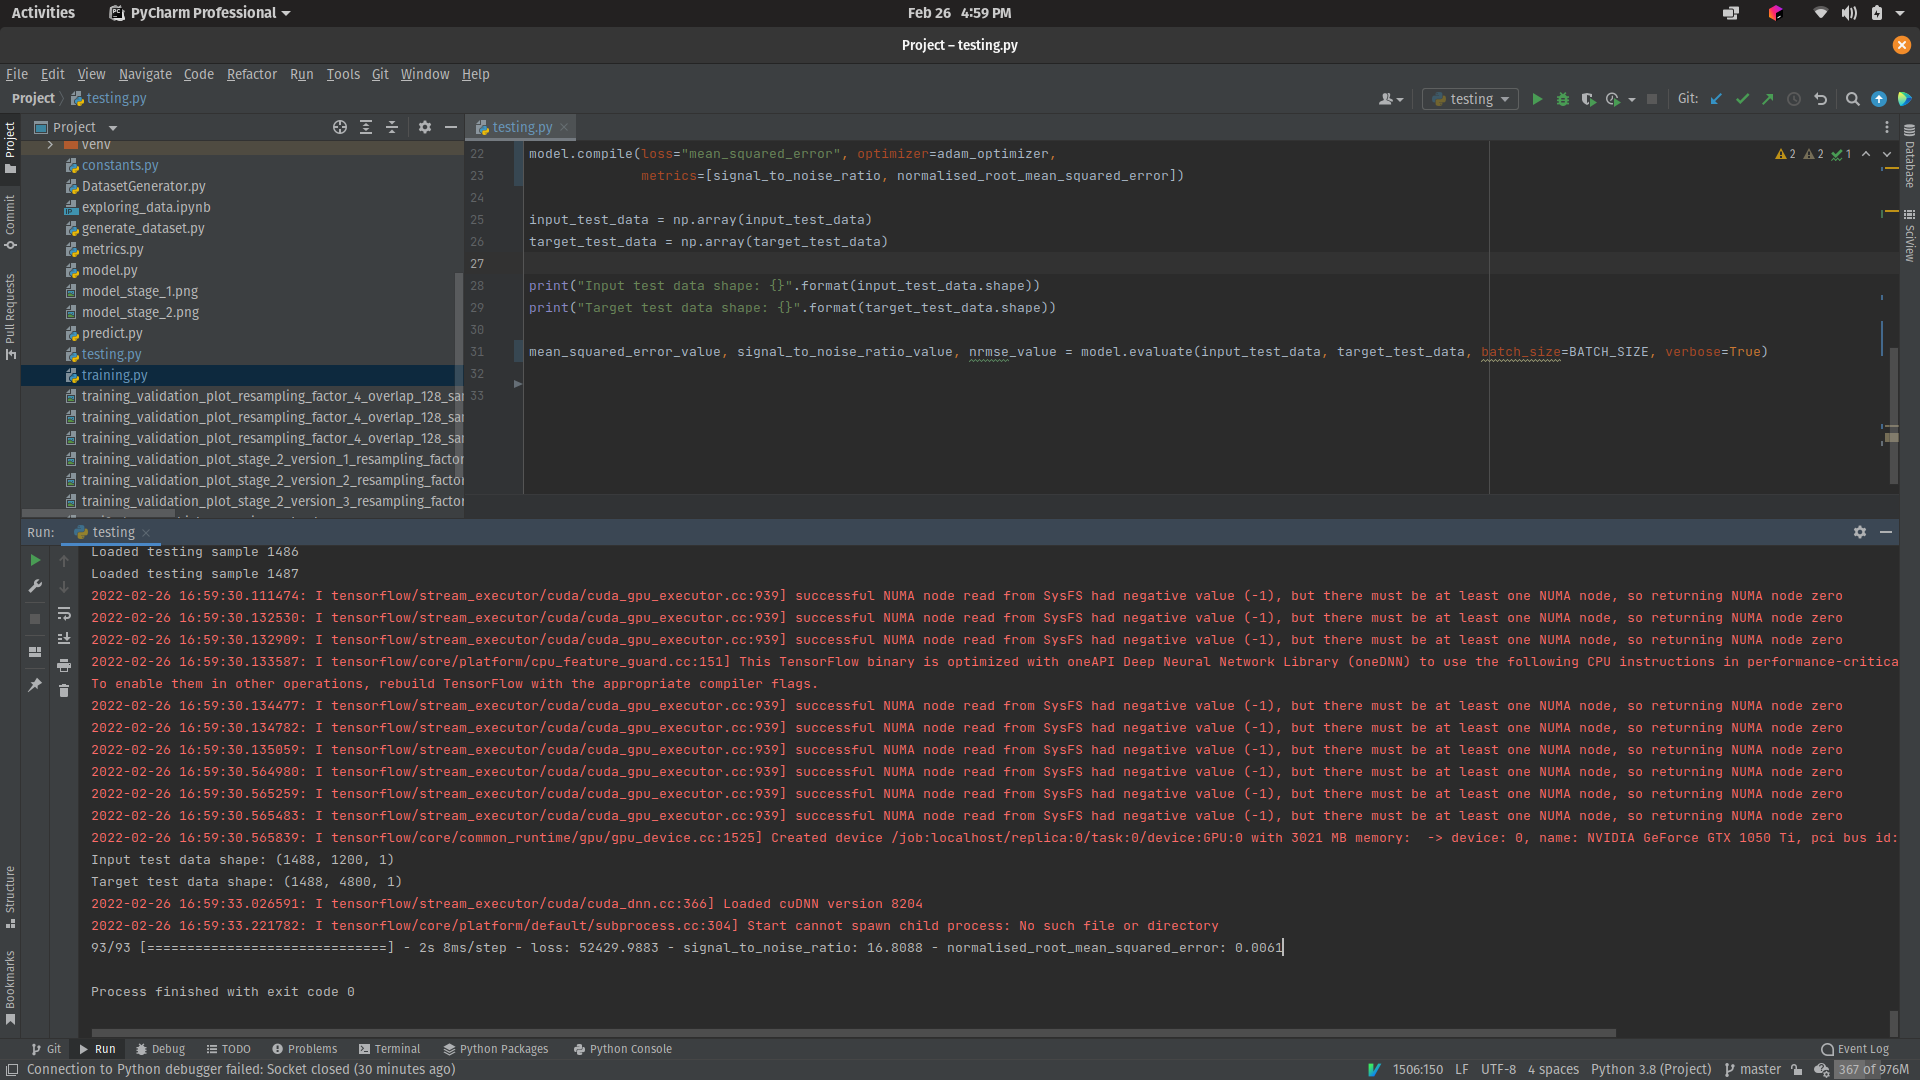 Activities PyCharm Professional Feb 26 4:59 PM
Project – testing.py
File Edit View Navigate Code Refactor Run Tools Git Window Help
Project testing.py testing Git:
Project testing.py
venv
constants.py
DatasetGenerator.py
exploring_data.ipynb
generate_dataset.py
metrics.py
model.py
model_stage_1.png
model_stage_2.png
predict.py
testing.py
training.py
training_validation_plot_resampling_factor_4_overlap_128_sa
training_validation_plot_resampling_factor_4_overlap_128_sa
training_validation_plot_resampling_factor_4_overlap_128_sa
training_validation_plot_stage_2_version_1_resampling_factor
training_validation_plot_stage_2_version_2_resampling_factor
training_validation_plot_stage_2_version_3_resampling_factor
Project
Commit
Pull Requests
Structure
Bookmarks
Database
SciView
2 2 1
22 model.compile(loss="mean_squared_error", optimizer=adam_optimizer,
23 metrics=[signal_to_noise_ratio, normalised_root_mean_squared_error])
24
25 input_test_data = np.array(input_test_data)
26 target_test_data = np.array(target_test_data)
27
28 print("Input test data shape: {}".format(input_test_data.shape))
29 print("Target test data shape: {}".format(target_test_data.shape))
30
31 mean_squared_error_value, signal_to_noise_ratio_value, nrmse_value = model.evaluate(input_test_data, target_test_data, batch_size=BATCH_SIZE, verbose=True)
32
33
Run: testing
Loaded testing sample 1486
Loaded testing sample 1487
2022-02-26 16:59:30.111474: I tensorflow/stream_executor/cuda/cuda_gpu_executor.cc:939] successful NUMA node read from SysFS had negative value (-1), but there must be at least one NUMA node, so returning NUMA node zero
2022-02-26 16:59:30.132530: I tensorflow/stream_executor/cuda/cuda_gpu_executor.cc:939] successful NUMA node read from SysFS had negative value (-1), but there must be at least one NUMA node, so returning NUMA node zero
2022-02-26 16:59:30.132909: I tensorflow/stream_executor/cuda/cuda_gpu_executor.cc:939] successful NUMA node read from SysFS had negative value (-1), but there must be at least one NUMA node, so returning NUMA node zero
2022-02-26 16:59:30.133587: I tensorflow/core/platform/cpu_feature_guard.cc:151] This TensorFlow binary is optimized with oneAPI Deep Neural Network Library (oneDNN) to use the following CPU instructions in performance-critica
To enable them in other operations, rebuild TensorFlow with the appropriate compiler flags.
2022-02-26 16:59:30.134477: I tensorflow/stream_executor/cuda/cuda_gpu_executor.cc:939] successful NUMA node read from SysFS had negative value (-1), but there must be at least one NUMA node, so returning NUMA node zero
2022-02-26 16:59:30.134782: I tensorflow/stream_executor/cuda/cuda_gpu_executor.cc:939] successful NUMA node read from SysFS had negative value (-1), but there must be at least one NUMA node, so returning NUMA node zero
2022-02-26 16:59:30.135059: I tensorflow/stream_executor/cuda/cuda_gpu_executor.cc:939] successful NUMA node read from SysFS had negative value (-1), but there must be at least one NUMA node, so returning NUMA node zero
2022-02-26 16:59:30.564980: I tensorflow/stream_executor/cuda/cuda_gpu_executor.cc:939] successful NUMA node read from SysFS had negative value (-1), but there must be at least one NUMA node, so returning NUMA node zero
2022-02-26 16:59:30.565259: I tensorflow/stream_executor/cuda/cuda_gpu_executor.cc:939] successful NUMA node read from SysFS had negative value (-1), but there must be at least one NUMA node, so returning NUMA node zero
2022-02-26 16:59:30.565483: I tensorflow/stream_executor/cuda/cuda_gpu_executor.cc:939] successful NUMA node read from SysFS had negative value (-1), but there must be at least one NUMA node, so returning NUMA node zero
2022-02-26 16:59:30.565839: I tensorflow/core/common_runtime/gpu/gpu_device.cc:1525] Created device /job:localhost/replica:0/task:0/device:GPU:0 with 3021 MB memory:  -> device: 0, name: NVIDIA GeForce GTX 1050 Ti, pci bus id:
Input test data shape: (1488, 1200, 1)
Target test data shape: (1488, 4800, 1)
2022-02-26 16:59:33.026591: I tensorflow/stream_executor/cuda/cuda_dnn.cc:366] Loaded cuDNN version 8204
2022-02-26 16:59:33.221782: I tensorflow/core/platform/default/subprocess.cc:304] Start cannot spawn child process: No such file or directory
93/93 [==============================] - 2s 8ms/step - loss: 52429.9883 - signal_to_noise_ratio: 16.8088 - normalised_root_mean_squared_error: 0.0061
Process finished with exit code 0
Git Run Debug TODO Problems Terminal Python Packages Python Console Event Log
Connection to Python debugger failed: Socket closed (30 minutes ago) 1506:150 LF UTF-8 4 spaces Python 3.8 (Project) master 367 of 976M